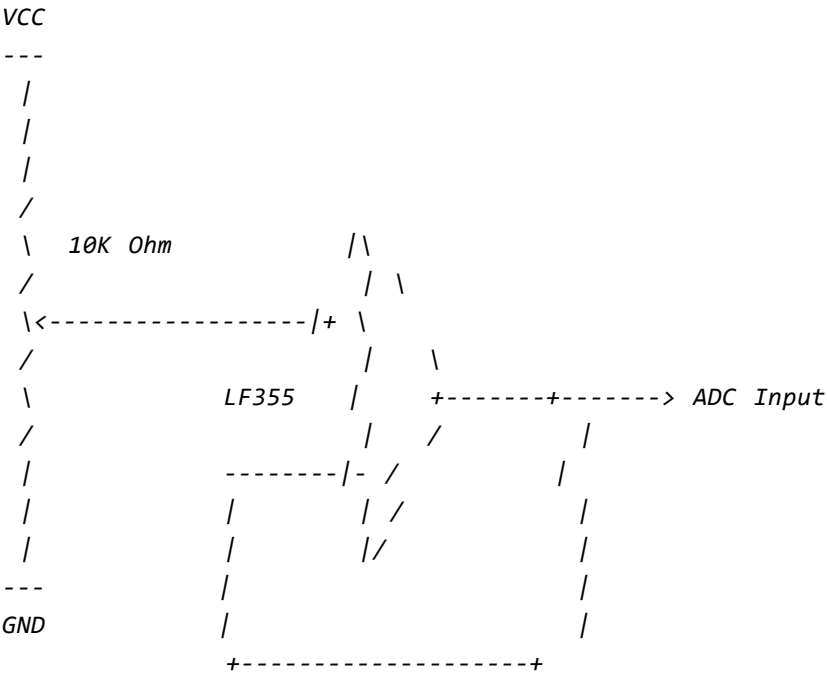 VCC
10K Ohm
+
LF355
ADC Input
-
GND